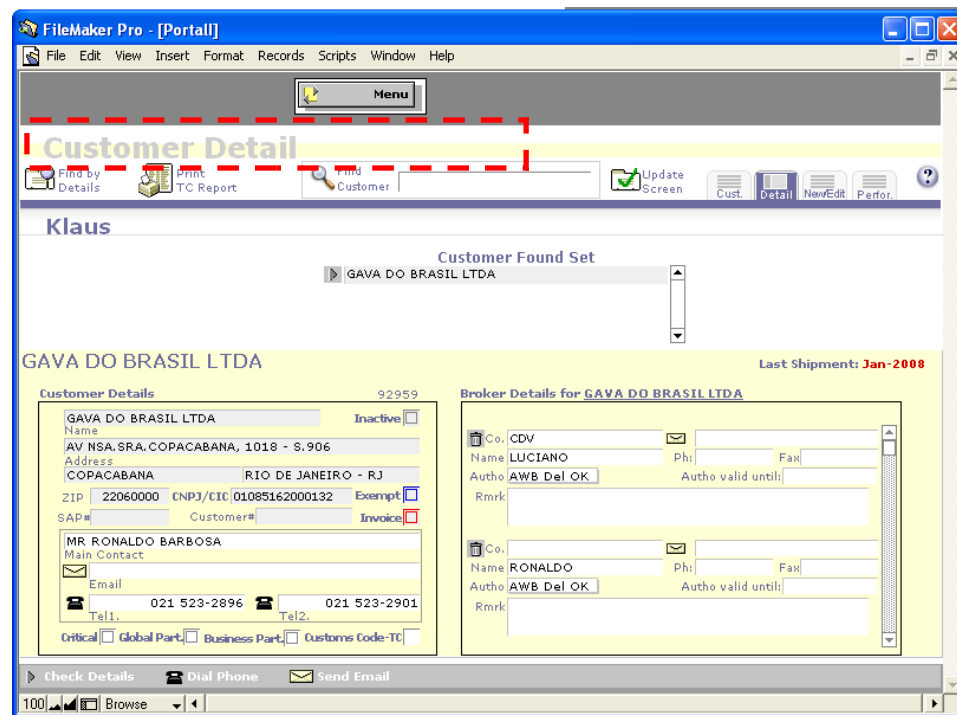 FileMaker Pro - [Portall]
File Edit View Insert Format Records Scripts Window Help
Menu
Customer Detail
Find by
Details
Print
TC Report
Find
Customer
Update
Screen
Cust. Detail New/Edit Perfor. ?
Klaus
Customer Found Set
GAVA DO BRASIL LTDA
GAVA DO BRASIL LTDA
Last Shipment: Jan-2008
Customer Details 92959
GAVA DO BRASIL LTDA Inactive
Name
AV NSA.SRA.COPACABANA, 1018 - S.906
Address
COPACABANA RIO DE JANEIRO - RJ
ZIP 22060000 CNPJ/CIC 01085162000132 Exempt
SAP# Customer# Invoice
MR RONALDO BARBOSA
Main Contact
Email
021 523-2896 021 523-2901
Tel1. Tel2.
Critical Global Part. Business Part. Customs Code-TC
Broker Details for GAVA DO BRASIL LTDA
Co. CDV
Name LUCIANO Ph: Fax
Autho AWB Del OK Autho valid until:
Rmrk
Co.
Name RONALDO Ph: Fax
Autho AWB Del OK Autho valid until:
Rmrk
Check Details Dial Phone Send Email
100 Browse